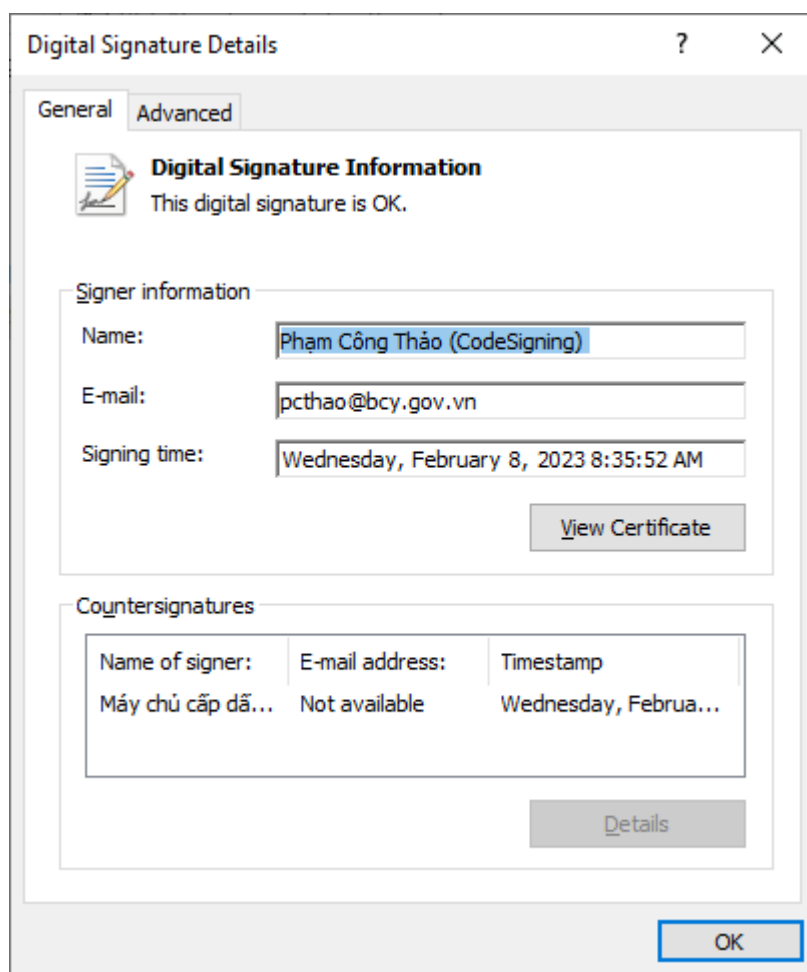 Digital Signature Details ? ×
General Advanced
Digital Signature Information
This digital signature is OK.
Signer information
Name: Phạm Công Thảo (CodeSigning)
E-mail: pcthao@bcy.gov.vn
Signing time: Wednesday, February 8, 2023 8:35:52 AM
View Certificate
Countersignatures
Name of signer: E-mail address: Timestamp
Máy chủ cấp dấ... Not available Wednesday, Februa...
Details
OK